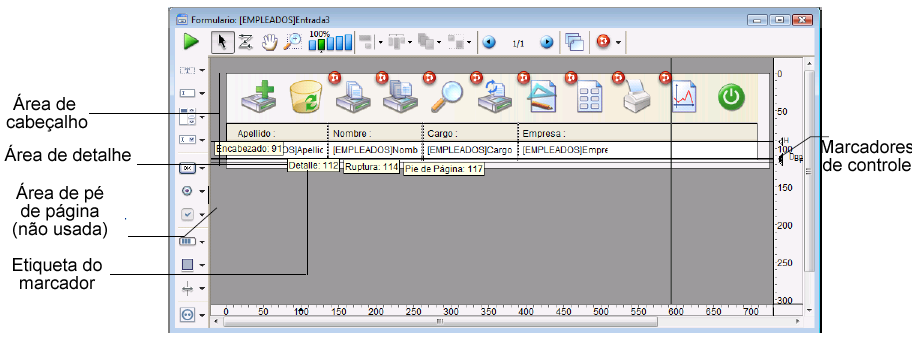 Formulario: [EMPLEADOS]Entrada3
100%
1/1
Área de
cabeçalho
Área de detalhe
Área de pé
de página
(não usada)
Etiqueta do
marcador
Apellido :
Nombre :
Cargo :
Empresa :
Encabezado: 91
OS]Apellic
[EMPLEADOS]Nomb
[EMPLEADOS]Cargo
[EMPLEADOS]Empre
Detalle: 112
Ruptura: 114
Pie de Página: 117
Marcadores
de controle
0
50
H
100
150
200
250
300
0 50 100 150 200 250 300 350 400 450 500 550 600 650 700